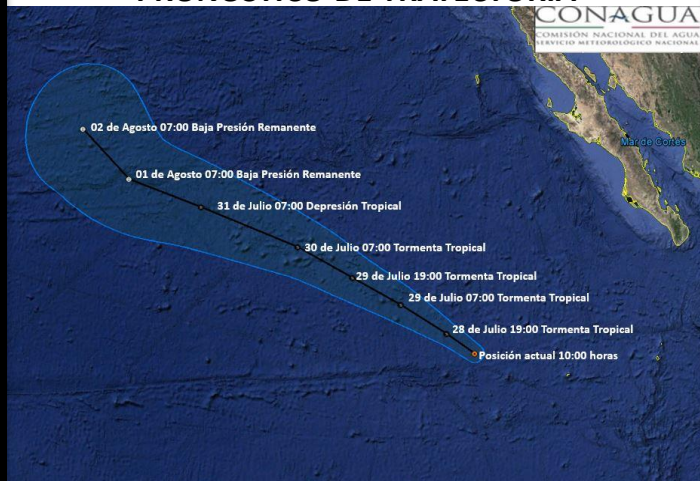 PRONÓSTICO DE TRAYECTORIA
CONAGUA
COMISIÓN NACIONAL DEL AGUA
SERVICIO METEOROLÓGICO NACIONAL
Mar de Cortés
02 de Agosto 07:00 Baja Presión Remanente
01 de Agosto 07:00 Baja Presión Remanente
31 de Julio 07:00 Depresión Tropical
30 de Julio 07:00 Tormenta Tropical
29 de Julio 19:00 Tormenta Tropical
29 de Julio 07:00 Tormenta Tropical
28 de Julio 19:00 Tormenta Tropical
Posición actual 10:00 horas